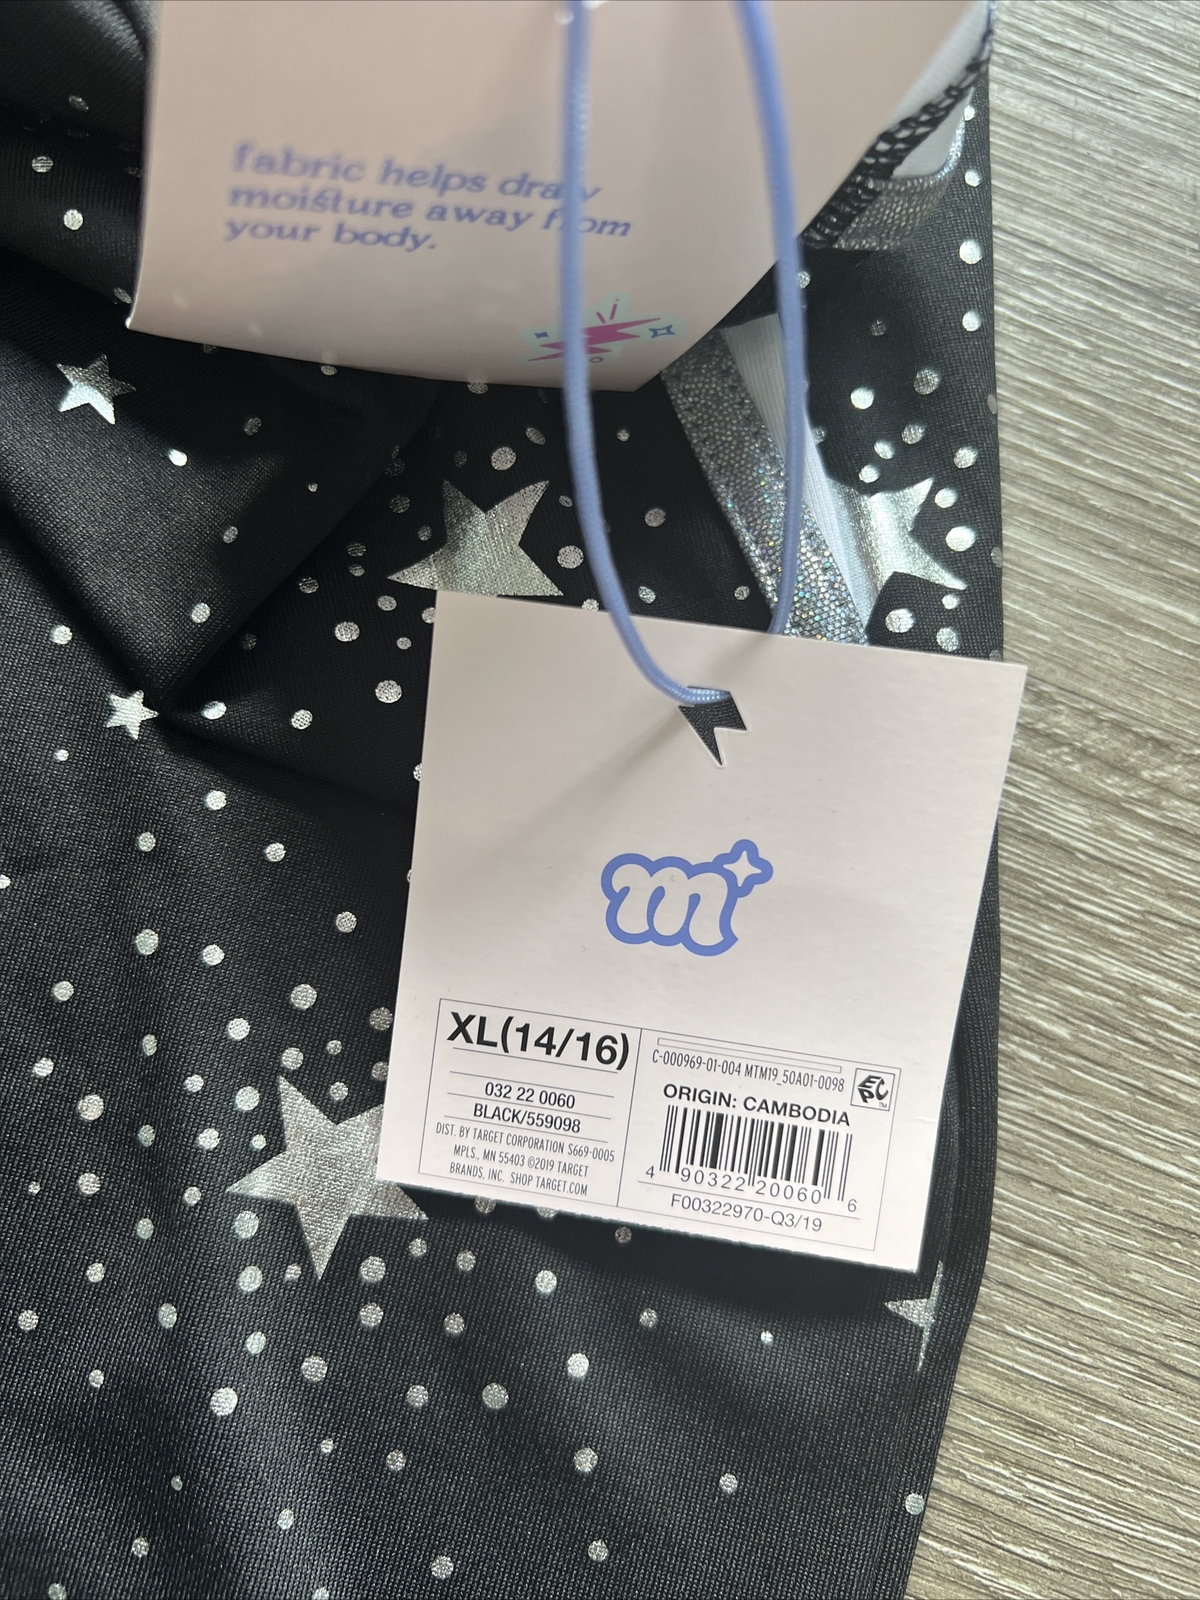 fabric helps draw
moisture away from
your body.
m
XL(14/16)
032 22 0060
BLACK/559098
DIST. BY TARGET CORPORATION S669-0005
MPLS., MN 55403 ©2019 TARGET
BRANDS, INC. SHOP TARGET.COM
C-000969-01-004 MTM19_50A01-0098
EPC™
ORIGIN: CAMBODIA
4 90322 20060 6
F00322970-Q3/19